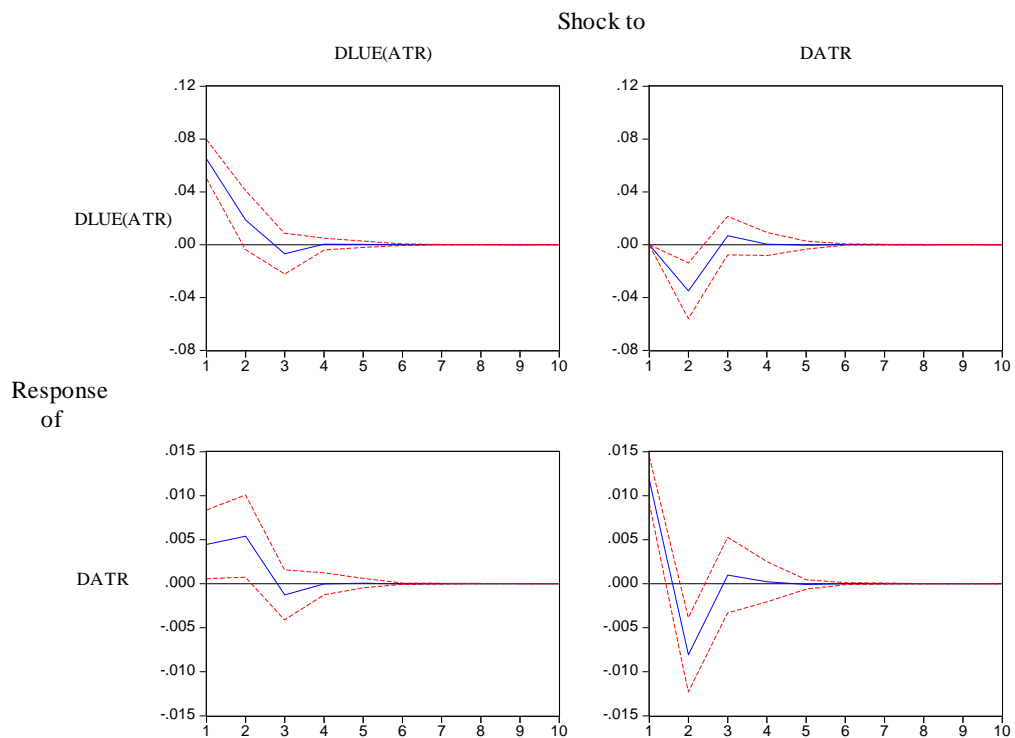 Shock to
DLUE(ATR)
DATR
.12
.08
.04
.00
-.04
-.08
1 2 3 4 5 6 7 8 9 10
.12
.08
.04
.00
-.04
-.08
1 2 3 4 5 6 7 8 9 10
DLUE(ATR)
Response
of
.015
.010
.005
.000
-.005
-.010
-.015
1 2 3 4 5 6 7 8 9 10
.015
.010
.005
.000
-.005
-.010
-.015
1 2 3 4 5 6 7 8 9 10
DATR